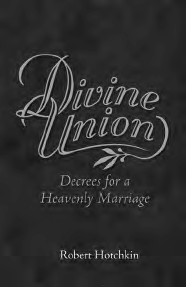 Divine
Union
Decrees for a
Heavenly Marriage
Robert Hotchkin